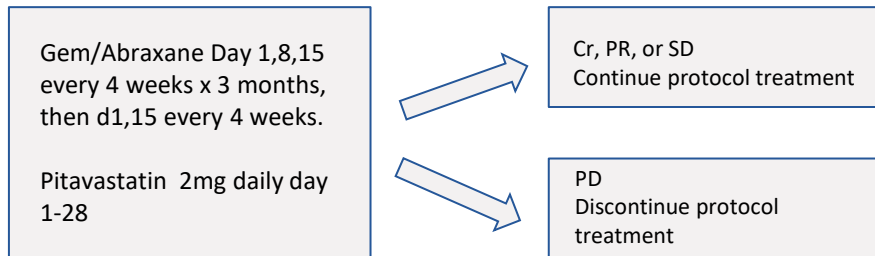 Gem/Abraxane Day 1,8,15
every 4 weeks x 3 months,
then d1,15 every 4 weeks.
Pitavastatin 2mg daily day
1-28
Cr, PR, or SD
Continue protocol treatment
PD
Discontinue protocol
treatment